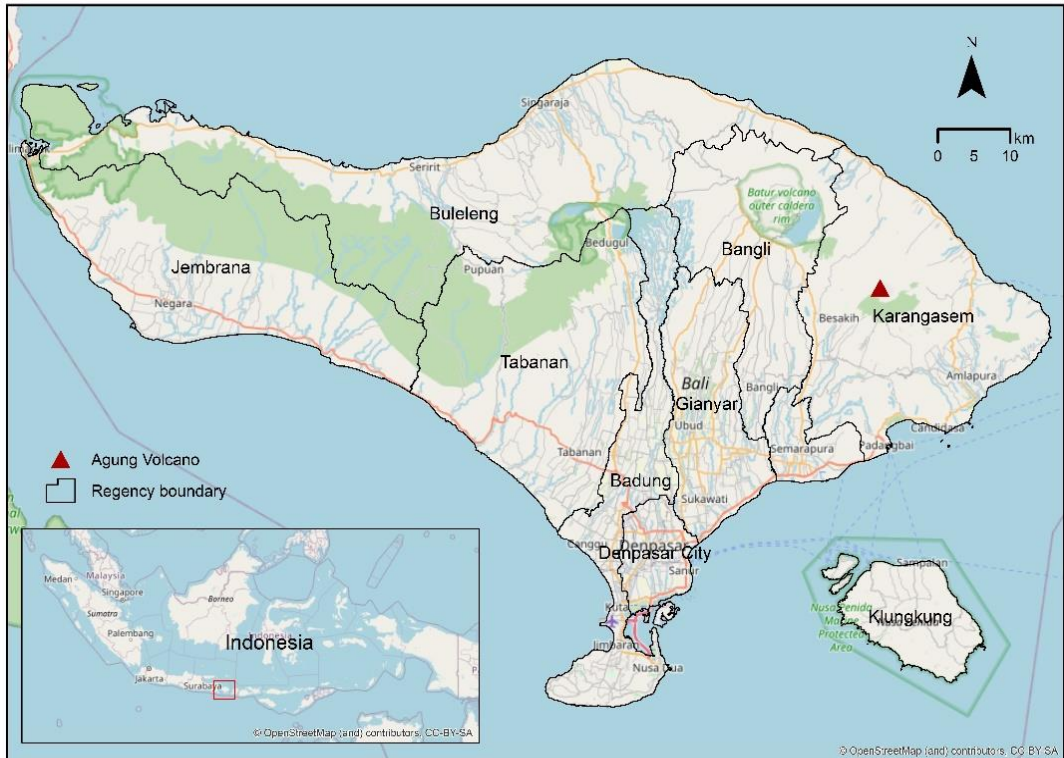 N
km
0 5 10
Singaraja
Seririt
Buleleng
Batur volcano
outer caldera
rim
Bedugul
Bangli
Jembrana
Pupuan
Negara
Besakih
Karangasem
Tabanan
Bali
Gianyar
Bangli
Amlapura
Ubud
Candidasa
Padangbai
Tabanan
Semarapura
Agung Volcano
Regency boundary
Badung
Sukawati
Canggu
Denpasar
Denpasar City
Sanur
Sampalan
Kuta
Nusa Penida
Marine
Protected
Area
Klungkung
Nusa Penida
Jimbaran
Nusa Dua
Medan
Malaysia
Singapore
Borneo
Sumatra
Indonesia
Palembang
Jakarta
Surabaya
© OpenStreetMap (and) contributors, CC-BY-SA
© OpenStreetMap (and) contributors, CC-BY-SA